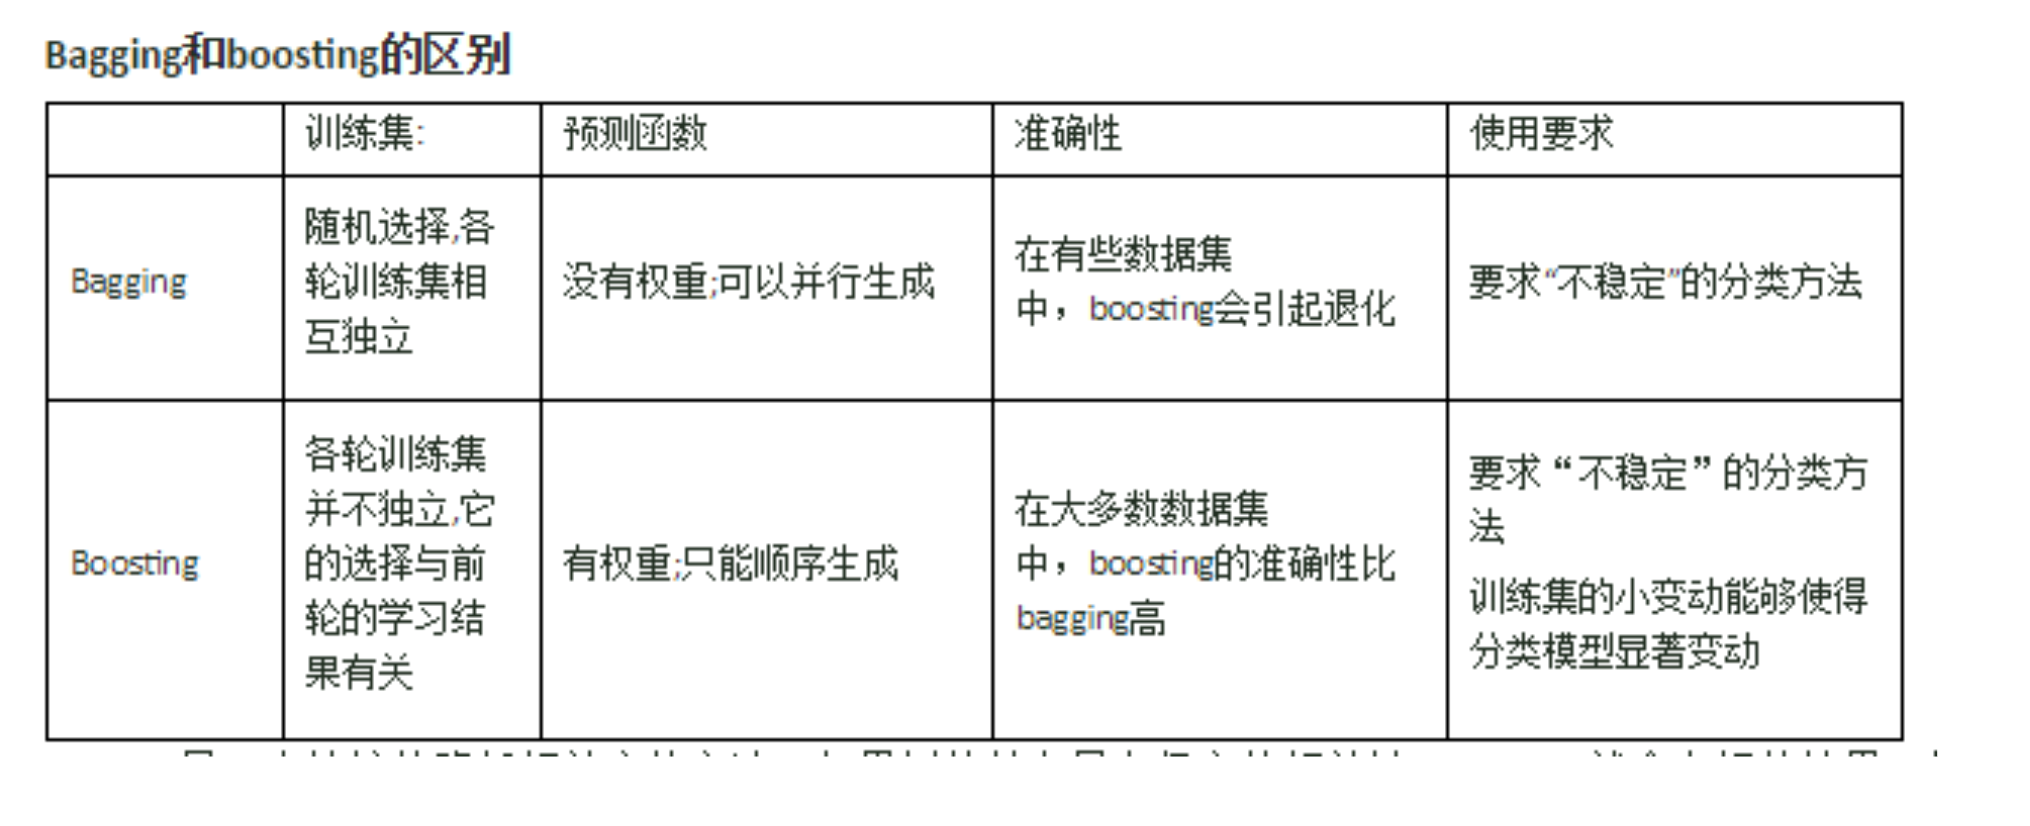 Bagging和boosting的区别
训练集:
预测函数
准确性
使用要求
Bagging
随机选择,各
轮训练集相
互独立
没有权重;可以并行生成
在有些数据集
中，boosting会引起退化
要求“不稳定”的分类方法
Boosting
各轮训练集
并不独立,它
的选择与前
轮的学习结
果有关
有权重;只能顺序生成
在大多数数据集
中，boosting的准确性比
bagging高
要求“不稳定”的分类方
法
训练集的小变动能够使得
分类模型显著变动